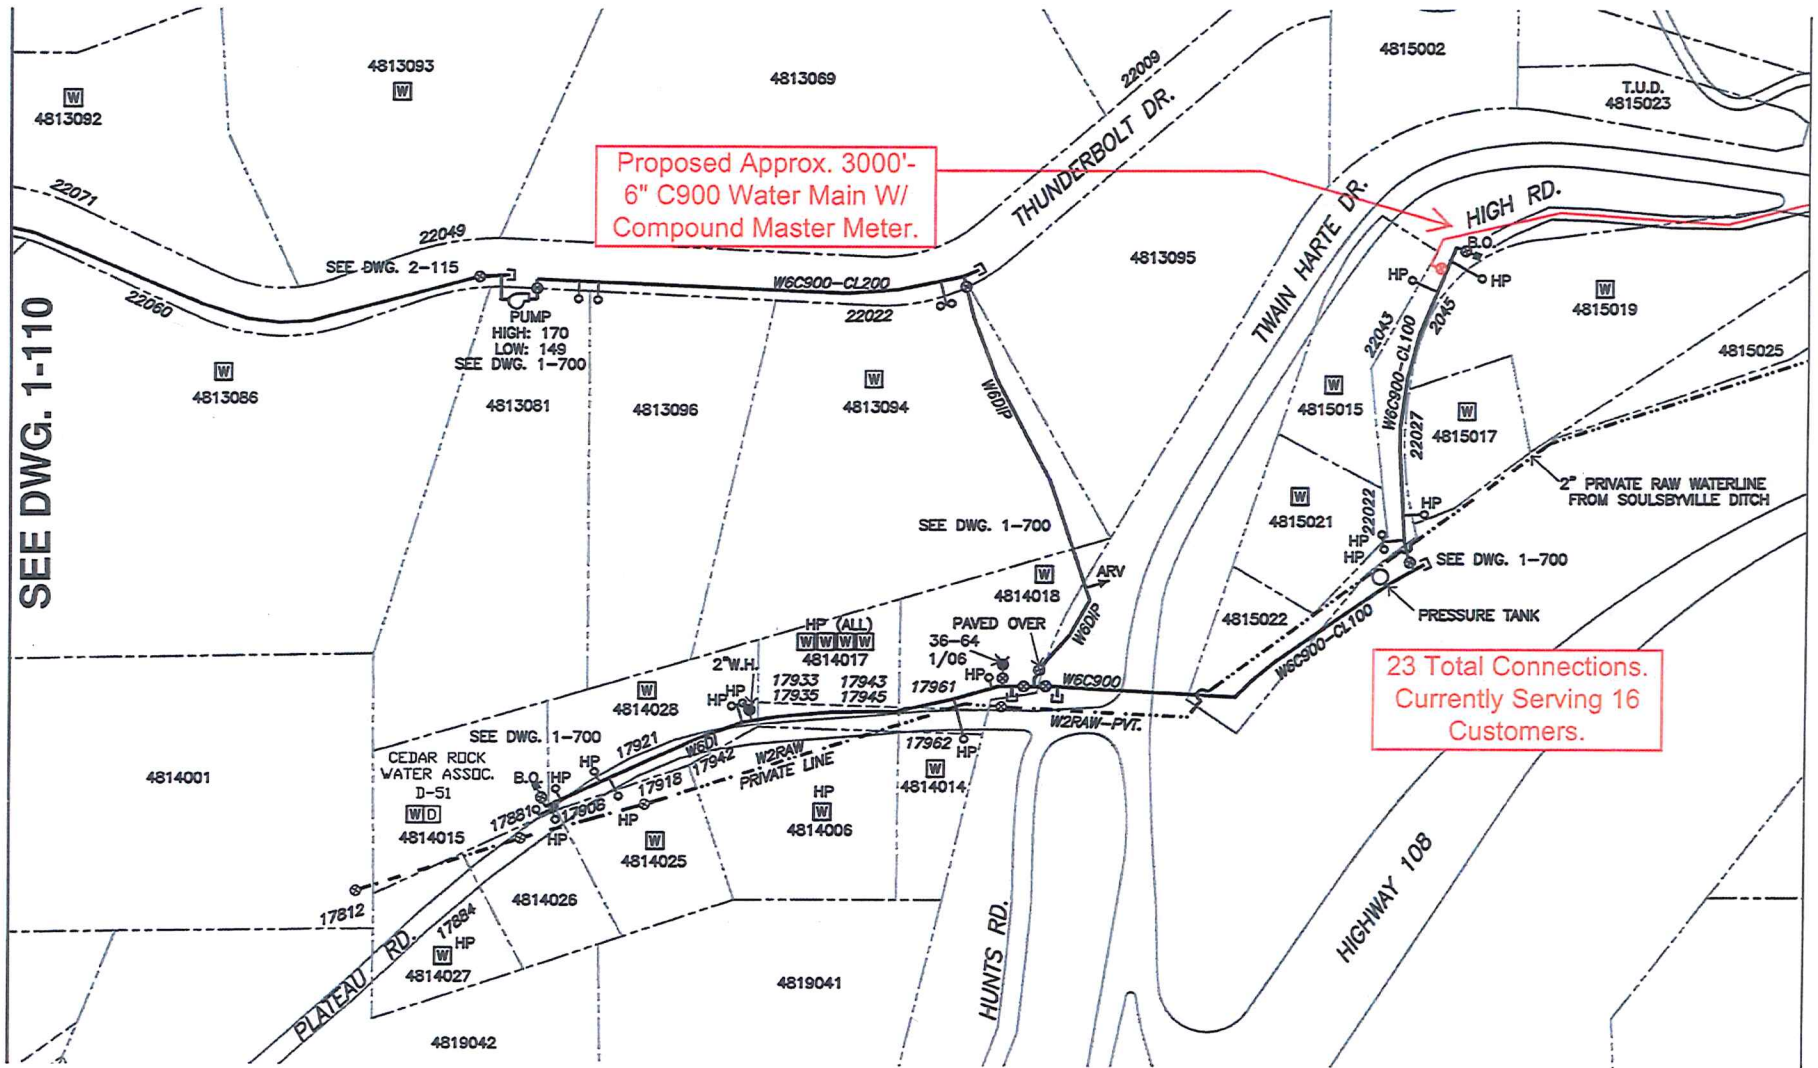 SEE DWG. 1-110
4813092
W
4813093
W
4813069
22009
THUNDERBOLT DR.
4815002
T.U.D.
4815023
Proposed Approx. 3000'-
6" C900 Water Main W/
Compound Master Meter.
22071
22049
SEE DWG. 2-115
22060
PUMP
HIGH: 170
LOW: 149
SEE DWG. 1-700
W6C900-CL200
22022
4813095
TWAIN HARTE DR.
HIGH RD.
B.O.
HP
HP
W
4815019
22043
2045
W6C900-CL100
22027
4815025
W
4815015
W
4815017
W
4813086
4813081
4813096
W
4813094
W6DIP
2" PRIVATE RAW WATERLINE
FROM SOULSBYVILLE DITCH
W
4815021
22022
HP
HP
HP
SEE DWG. 1-700
SEE DWG. 1-700
PRESSURE TANK
4815022
W6C900-CL100
W
4814018
ARV
W6DIP
PAVED OVER
36-64
1/06
HP
HP (ALL)
W W W W
4814017
17933 17943
17935 17945
17961
W6C900
W2RAW-PVT.
2"W.H.
HP
HP
W
4814028
SEE DWG. 1-700
17921
W6DI
17942
17918
W2RAW
PRIVATE LINE
17962
HP
W
4814014
23 Total Connections.
Currently Serving 16
Customers.
4814001
CEDAR ROCK
WATER ASSOC.
D-51
W D
4814015
B.O.
HP
HP
17881
17906
HP
HP
W
4814025
HP
W
4814006
4814026
17812
17884
HP
W
4814027
PLATEAU RD.
4819042
4819041
HUNTS RD.
HIGHWAY 108